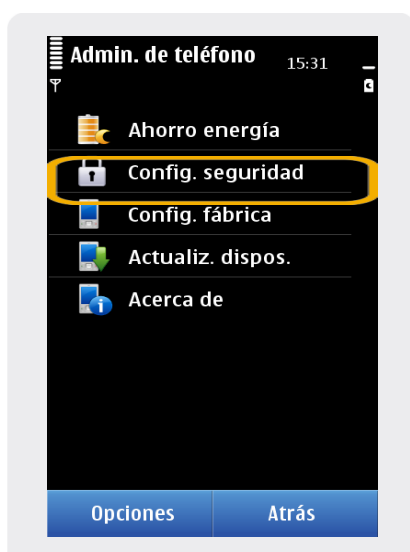 Admin. de teléfono 15:31
Ahorro energía
Config. seguridad
Config. fábrica
Actualiz. dispos.
Acerca de
Opciones Atrás